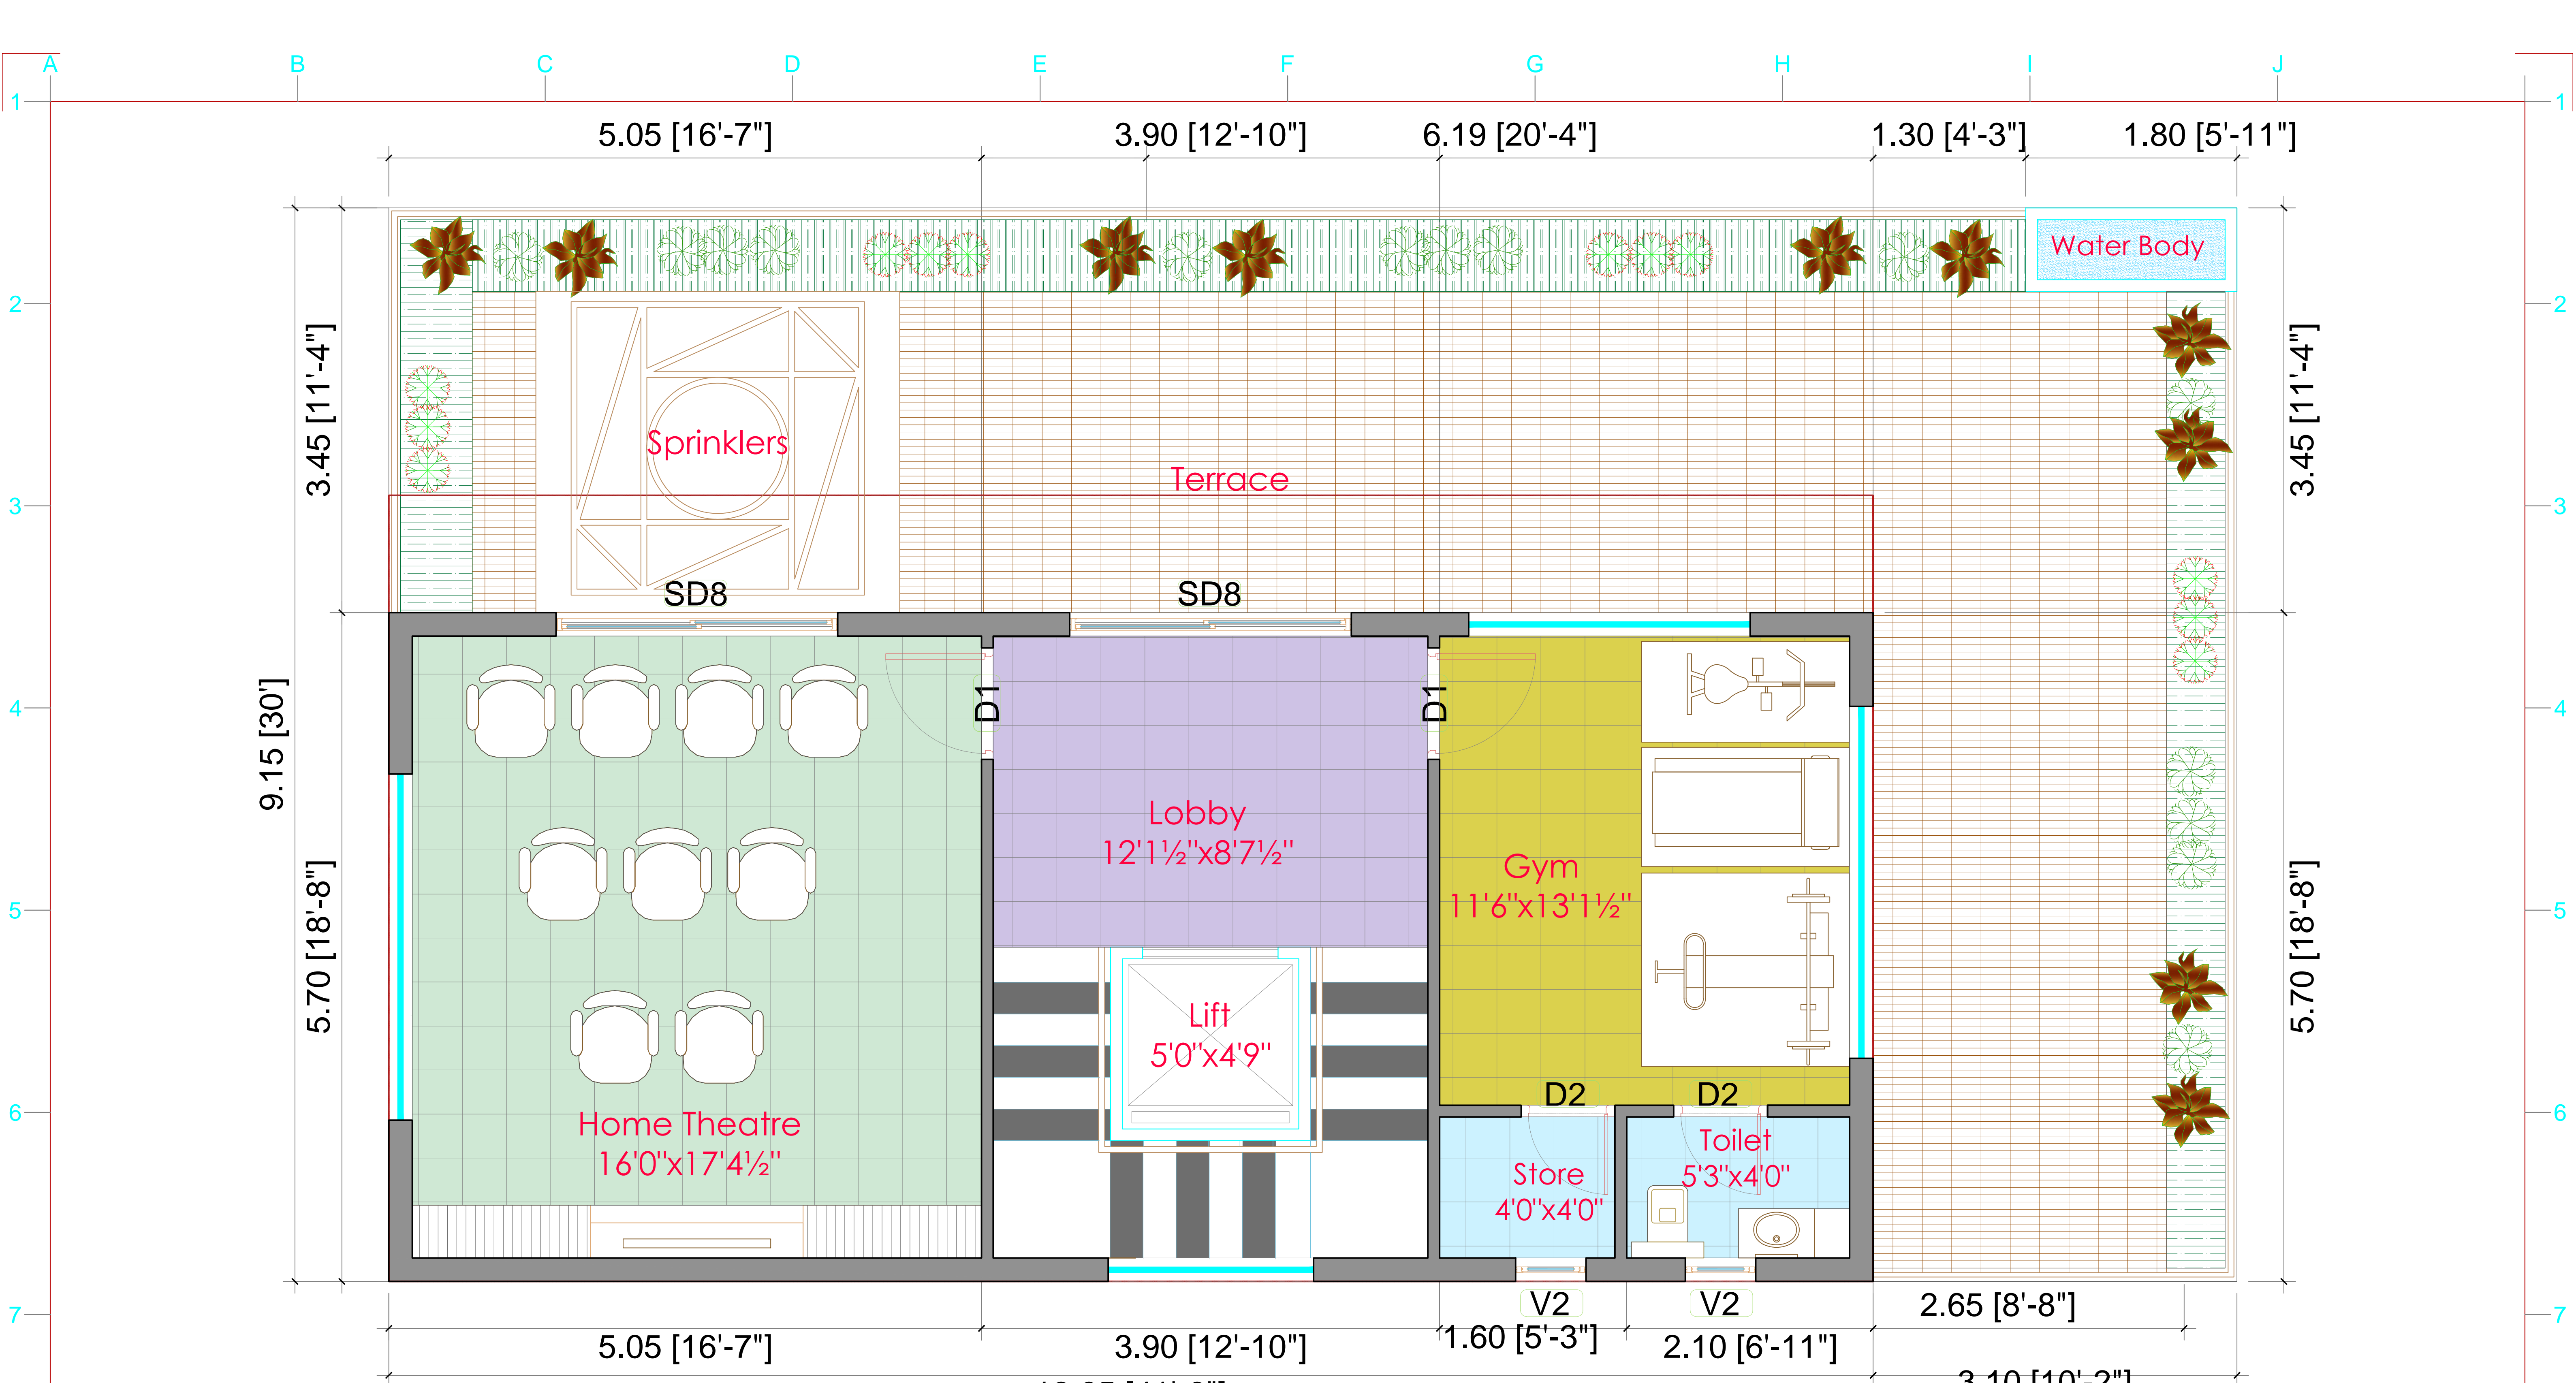 A B C D E F G H I J
1 1
5.05 [16'-7"] 3.90 [12'-10"] 6.19 [20'-4"] 1.30 [4'-3"] 1.80 [5'-11"]
Water Body
2 2
3.45 [11'-4"] 3.45 [11'-4"]
Sprinklers
Terrace
3 3
SD8 SD8
9.15 [30']
D1 D1
4 4
Lobby
12'1½"x8'7½"
Gym
11'6"x13'1½"
5 5
5.70 [18'-8"] 5.70 [18'-8"]
Lift
5'0"x4'9"
D2 D2
6 6
Home Theatre
16'0"x17'4½"
Toilet
5'3"x4'0"
Store
4'0"x4'0"
V2 V2
7 7
2.65 [8'-8"]
5.05 [16'-7"] 3.90 [12'-10"] 1.60 [5'-3"] 2.10 [6'-11"]
3.10 [10'-2"]